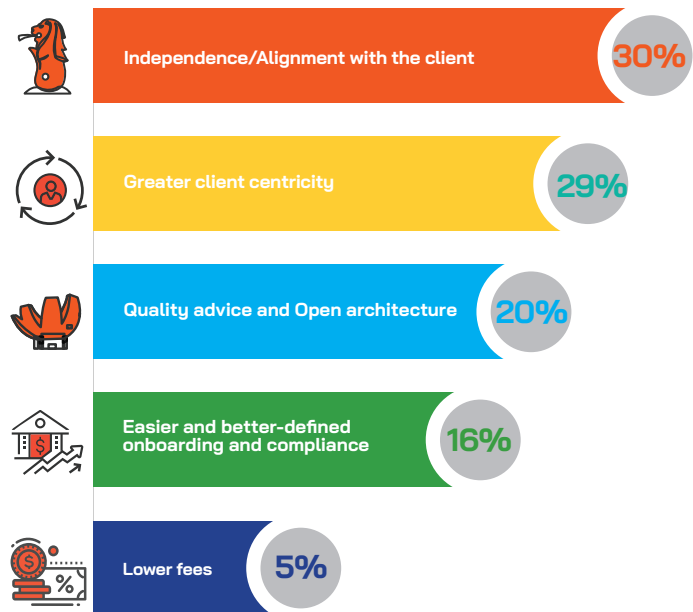 Independence/Alignment with the client
30%
Greater client centricity
29%
Quality advice and Open architecture
20%
Easier and better-defined
onboarding and compliance
16%
$
Lower fees
5%
$
%